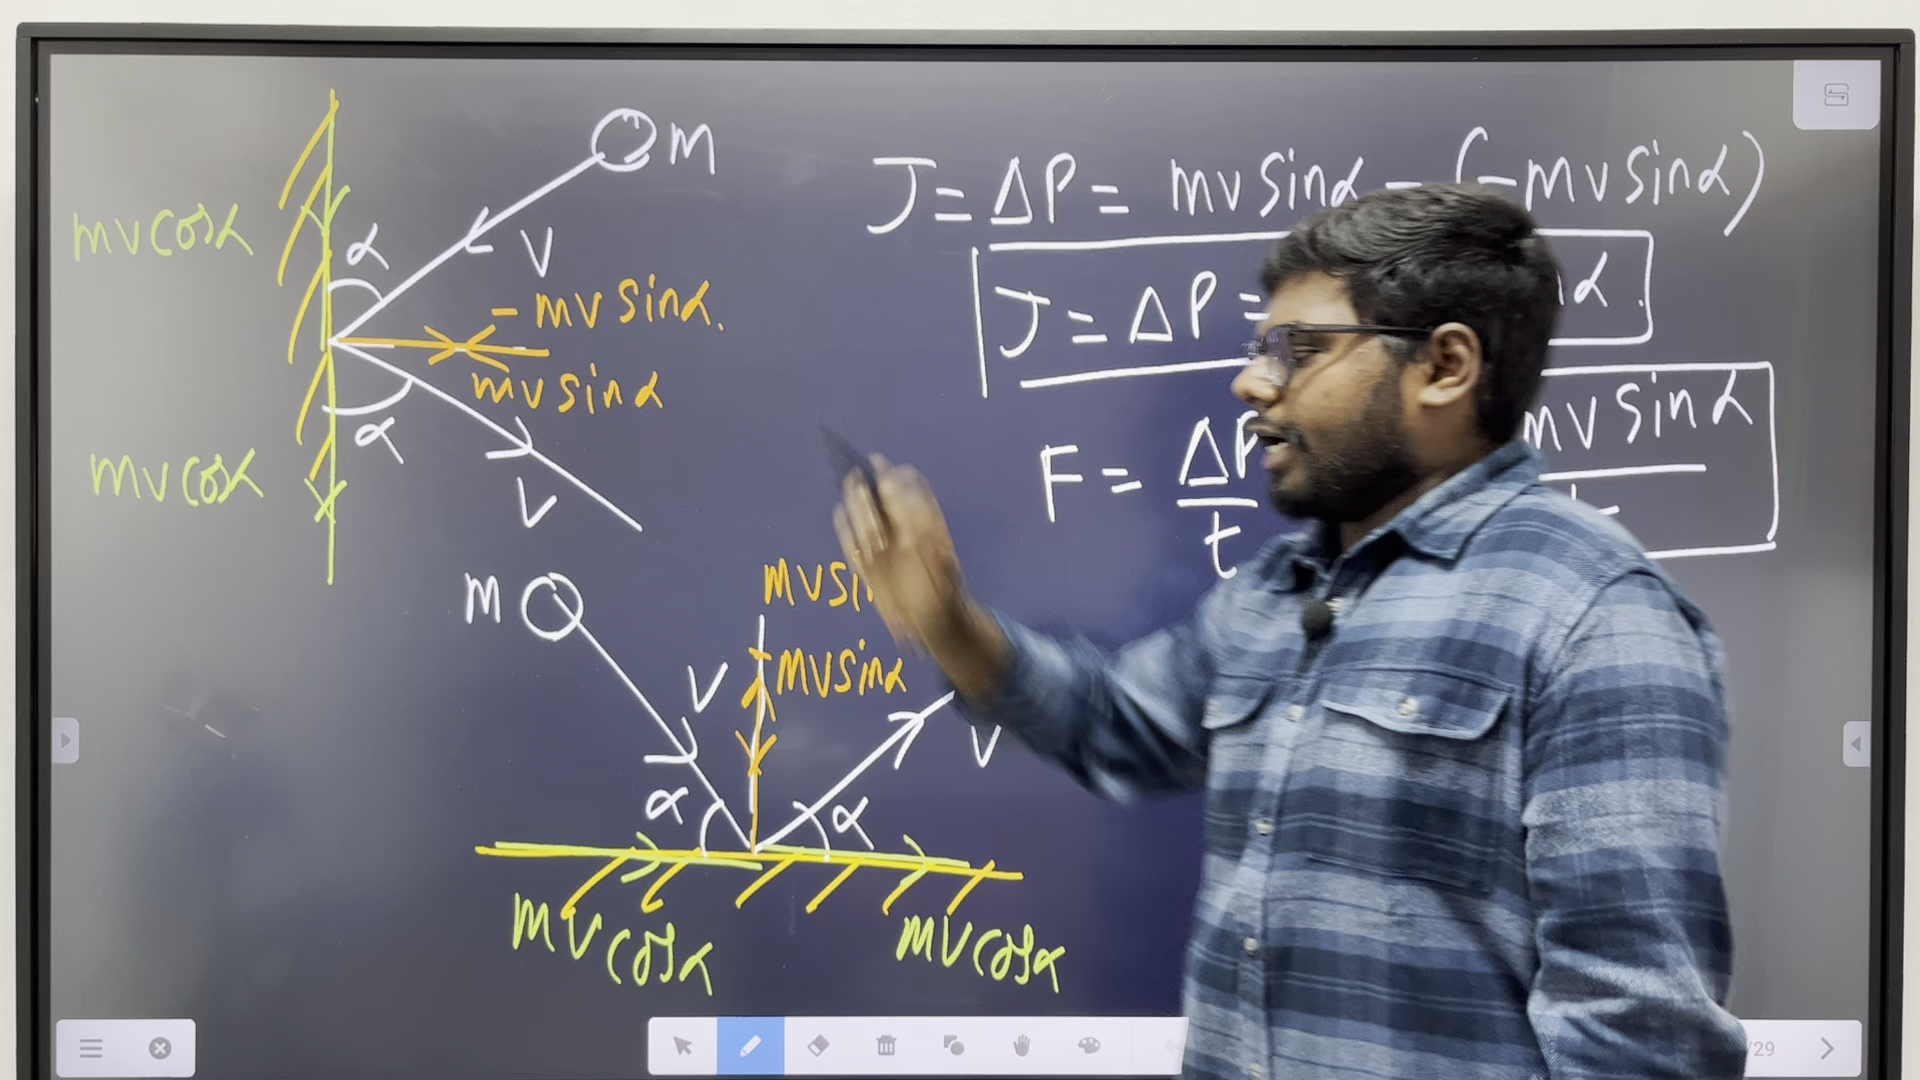 m
J = ΔP = mv sinα - (-mv sinα)
mv cosα
α
v
- mv sinα.
J = ΔP =
α.
mv sinα
α
F = ΔP/t
mv sinα
mv cosα
v
m
mvsi
v
mvsinα
v
α
α
mv cosα
mv cosα
/29